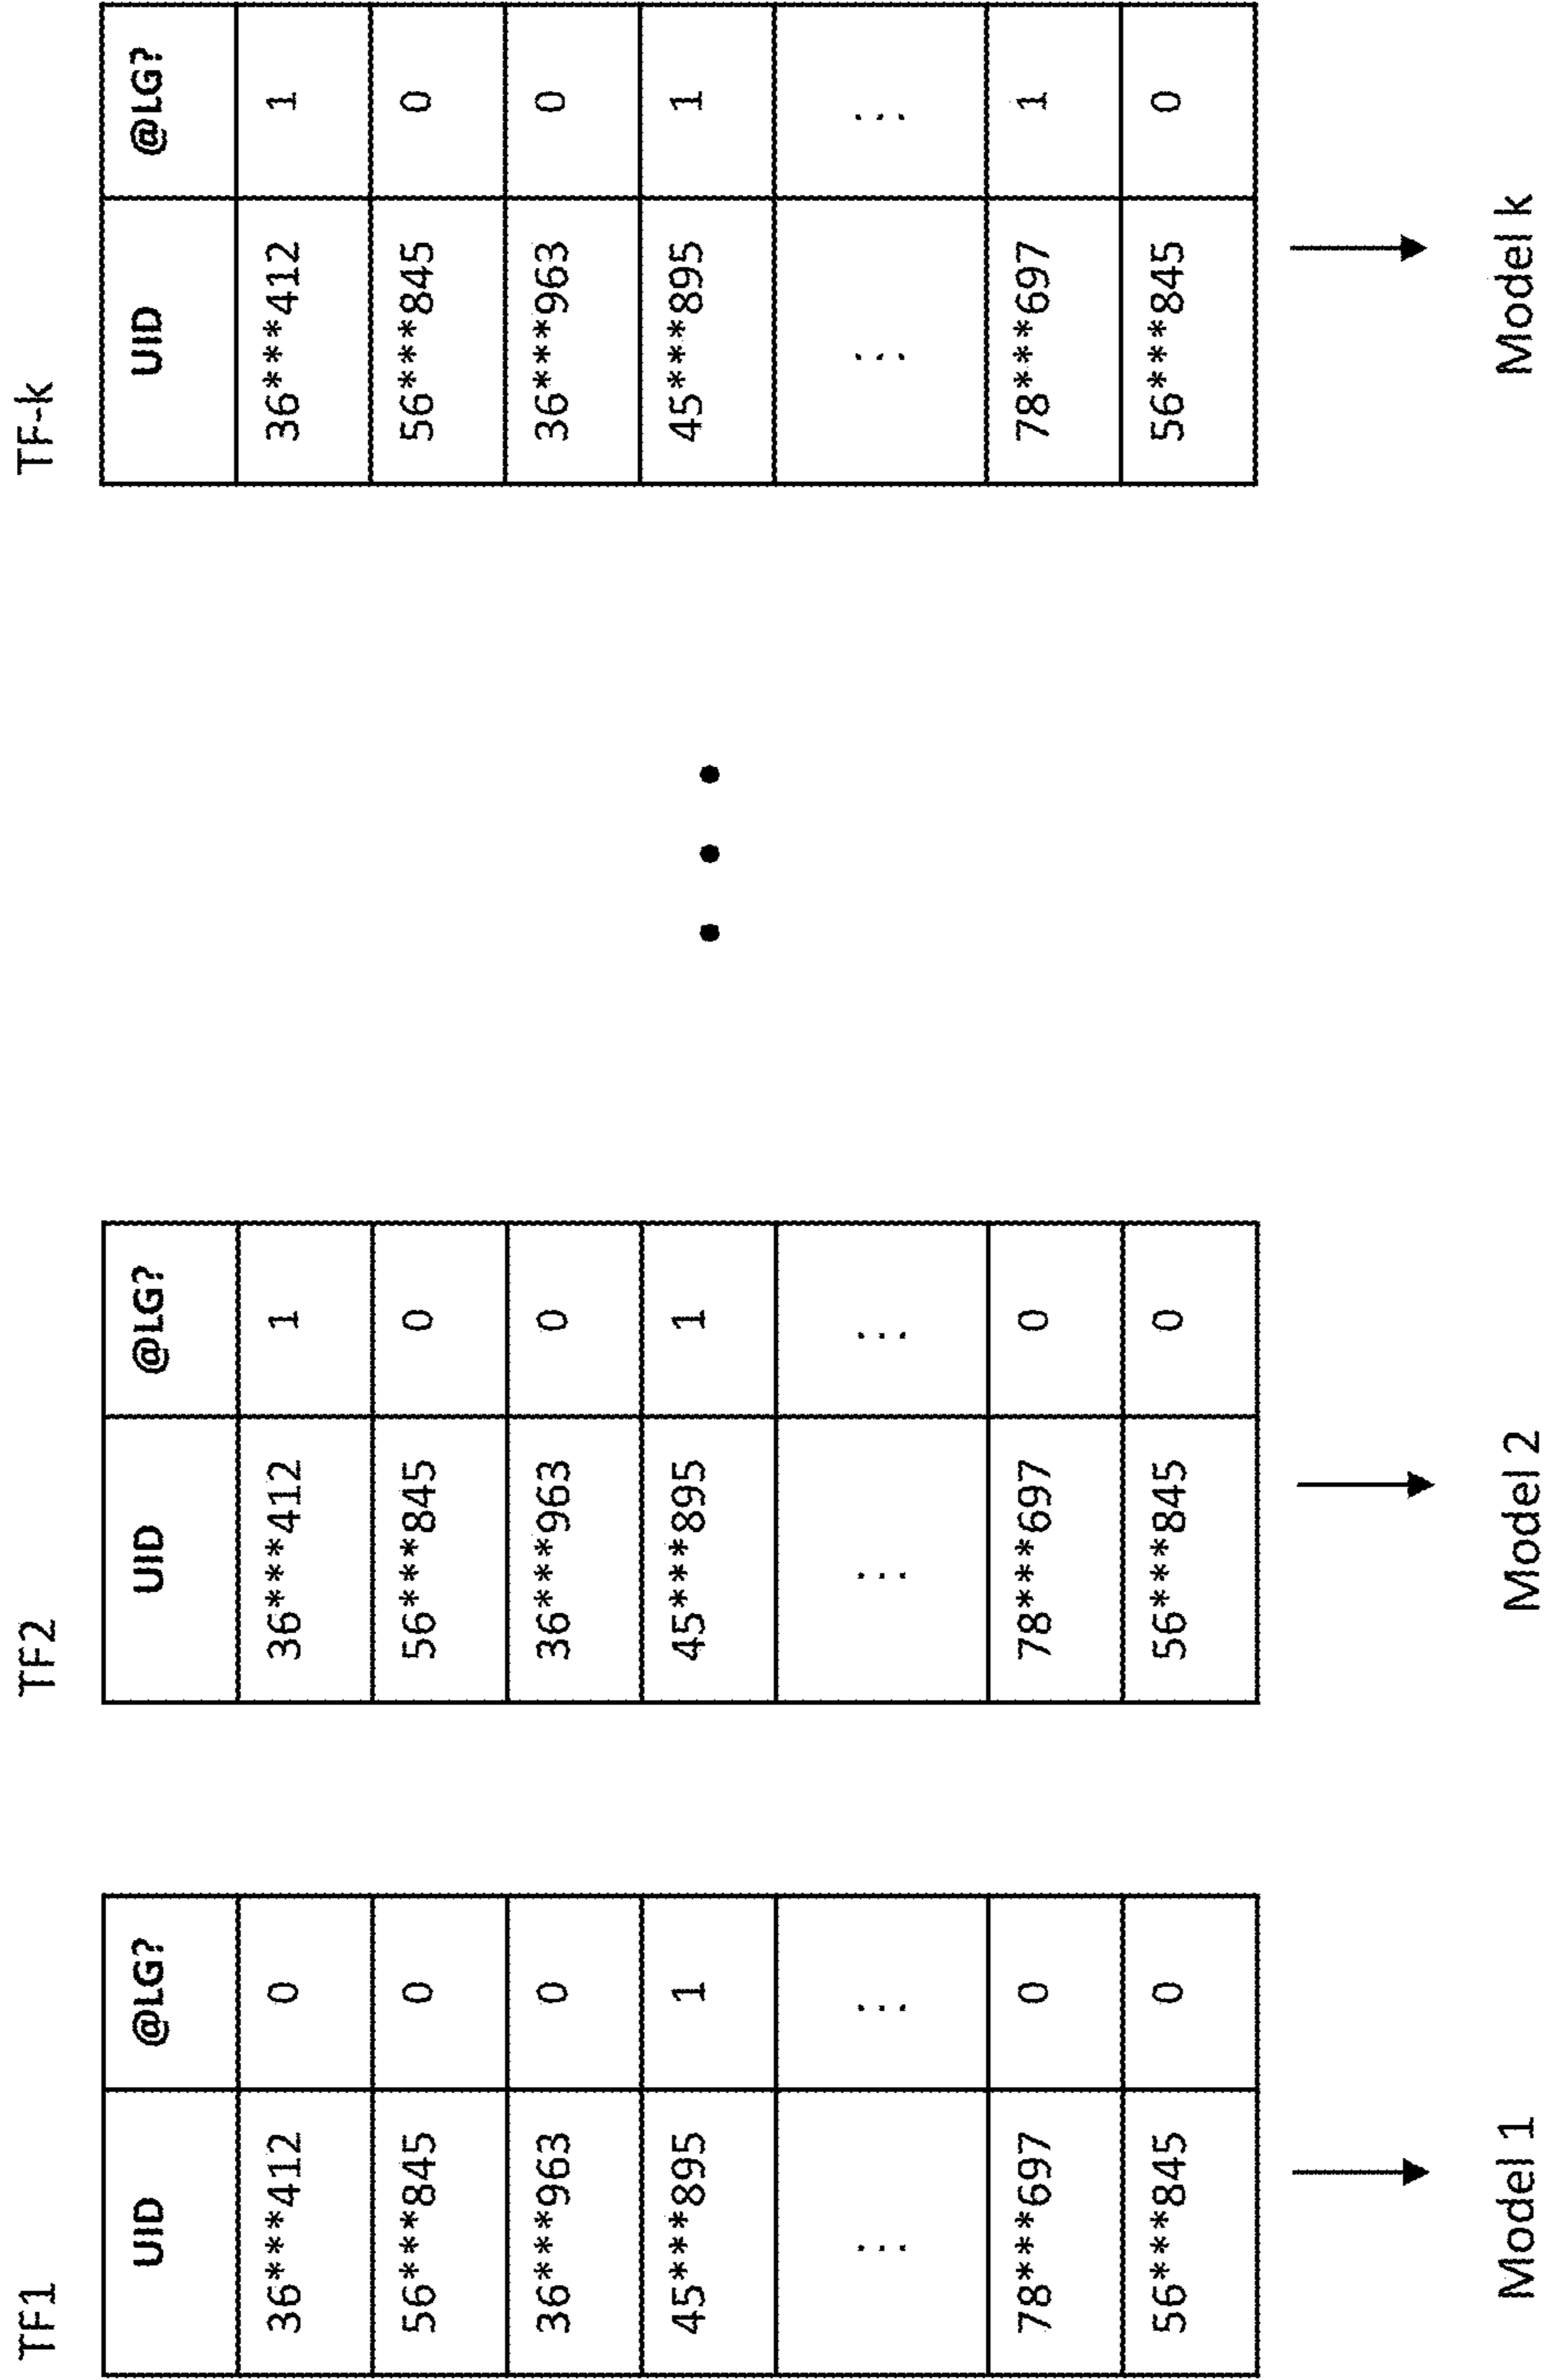 TF1
UID @LG?
36***412 0
56***845 0
36***963 0
45***895 1
... ...
78***697 0
56***845 0
Model 1
TF2
UID @LG?
36***412 1
56***845 0
36***963 0
45***895 1
... ...
78***697 0
56***845 0
Model 2
TF-k
UID @LG?
36***412 1
56***845 0
36***963 0
45***895 1
... ...
78***697 1
56***845 0
Model k